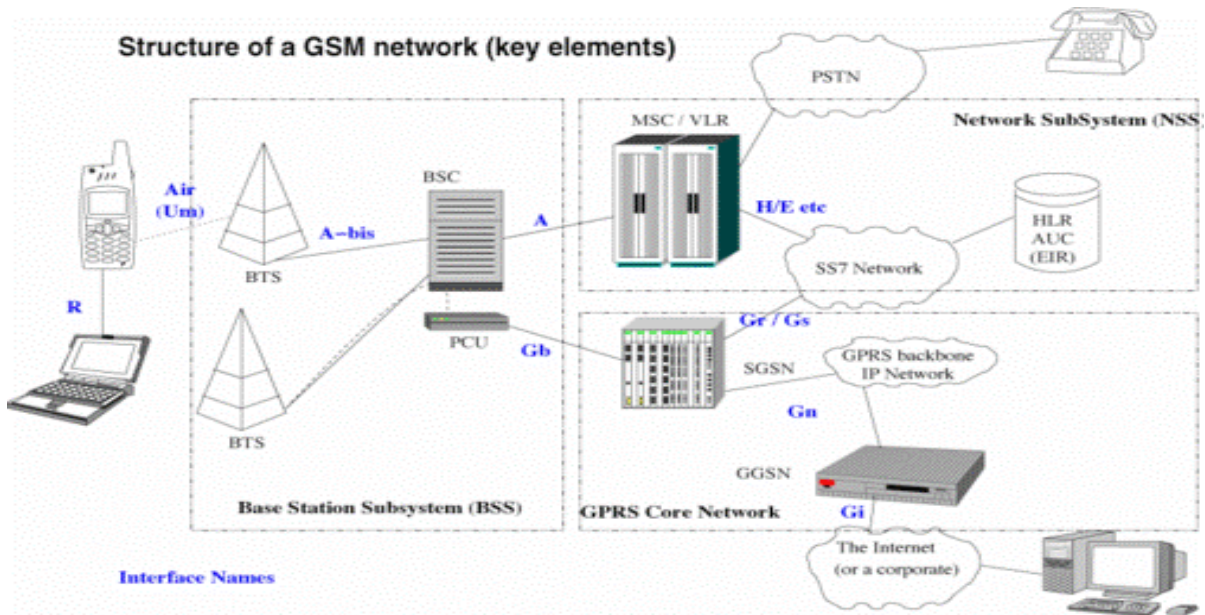 Structure of a GSM network (key elements)
PSTN
MSC / VLR
Network SubSystem (NSS)
BSC
Air
(Um)
A-bis
A
H/E etc
HLR
AUC
(EIR)
BTS
SS7 Network
R
Gr / Gs
PCU
Gb
SGSN
GPRS backbone
IP Network
Gn
BTS
GGSN
Base Station Subsystem (BSS)
GPRS Core Network
Gi
The Internet
(or a corporate)
Interface Names